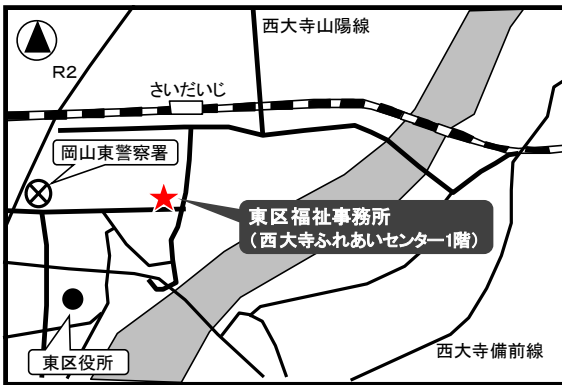 西大寺山陽線
R2
さいだいじ
岡山東警察署
東区福祉事務所
（西大寺ふれあいセンター1階）
西大寺備前線
東区役所